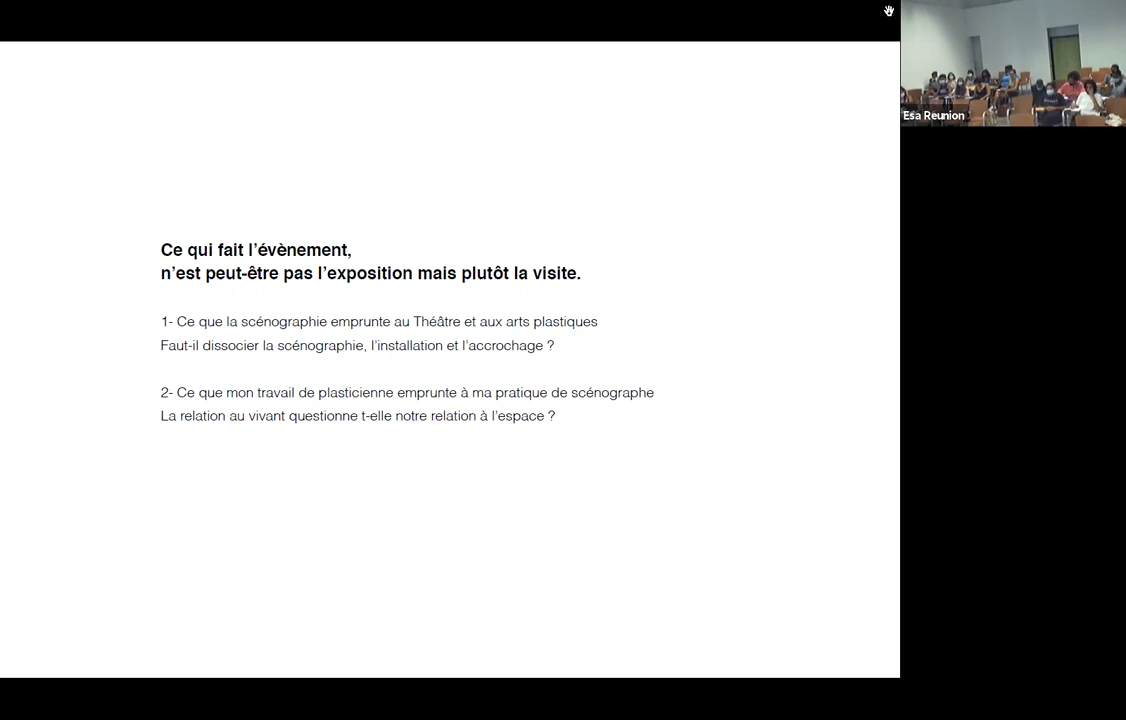 Ce qui fait l’évènement,
n’est peut-être pas l’exposition mais plutôt la visite.
1- Ce que la scénographie emprunte au Théâtre et aux arts plastiques
Faut-il dissocier la scénographie, l’installation et l’accrochage ?
2- Ce que mon travail de plasticienne emprunte à ma pratique de scénographe
La relation au vivant questionne t-elle notre relation à l’espace ?
Esa Reunion